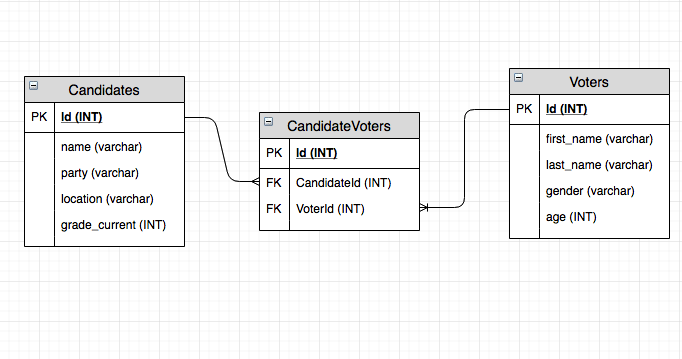 Candidates
PK Id (INT)
name (varchar)
party (varchar)
location (varchar)
grade_current (INT)
CandidateVoters
PK Id (INT)
FK CandidateId (INT)
FK VoterId (INT)
Voters
PK Id (INT)
first_name (varchar)
last_name (varchar)
gender (varchar)
age (INT)